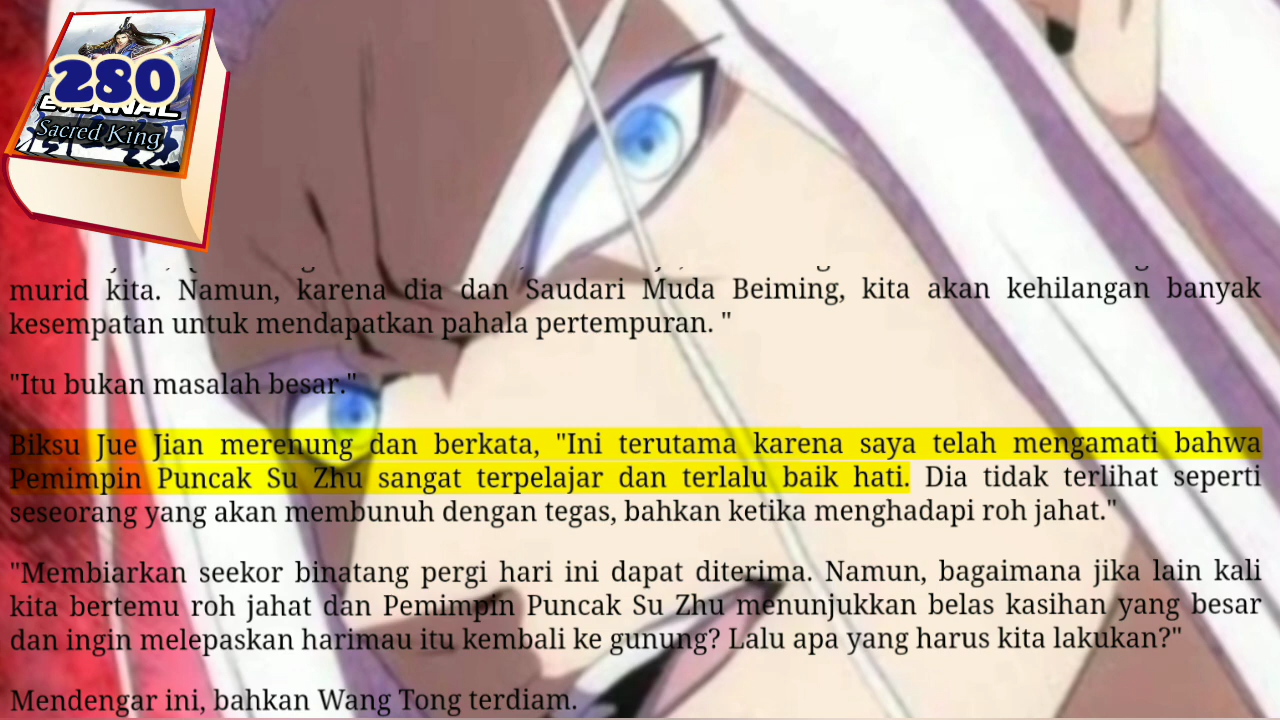 280
ETERNAL
Sacred King
murid kita. Namun, karena dia dan Saudari Muda Beiming, kita akan kehilangan banyak
kesempatan untuk mendapatkan pahala pertempuran. "
"Itu bukan masalah besar."
Biksu Jue Jian merenung dan berkata, "Ini terutama karena saya telah mengamati bahwa
Pemimpin Puncak Su Zhu sangat terpelajar dan terlalu baik hati. Dia tidak terlihat seperti
seseorang yang akan membunuh dengan tegas, bahkan ketika menghadapi roh jahat."
"Membiarkan seekor binatang pergi hari ini dapat diterima. Namun, bagaimana jika lain kali
kita bertemu roh jahat dan Pemimpin Puncak Su Zhu menunjukkan belas kasihan yang besar
dan ingin melepaskan harimau itu kembali ke gunung? Lalu apa yang harus kita lakukan?"
Mendengar ini, bahkan Wang Tong terdiam.